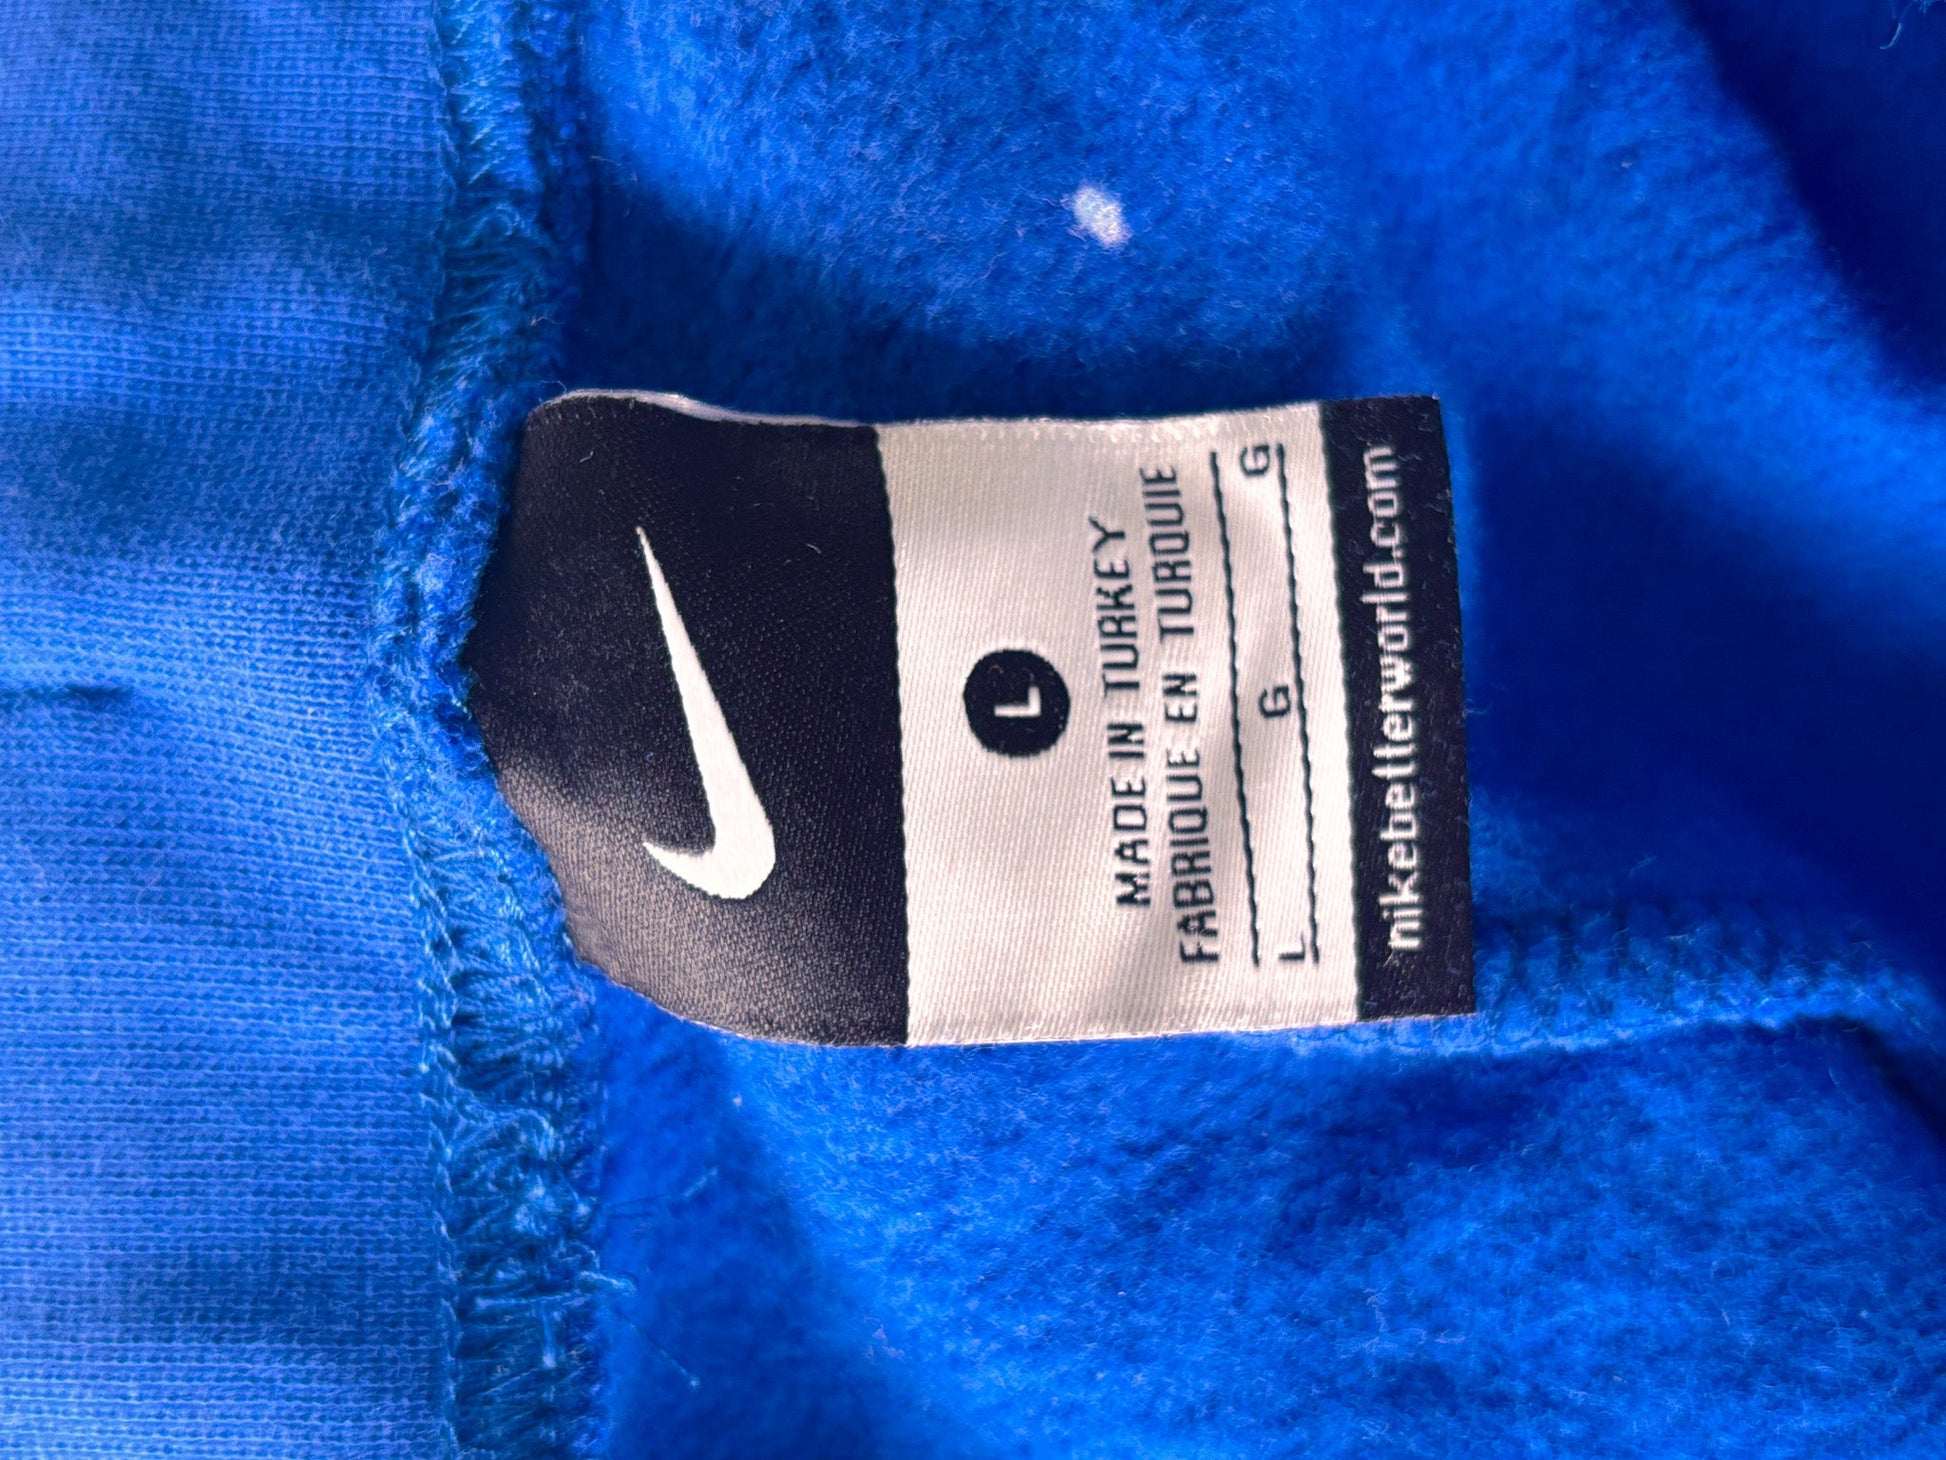 L
MADE IN TURKEY
FABRIQUE EN TURQUIE
L G G
nikebetterworld.com